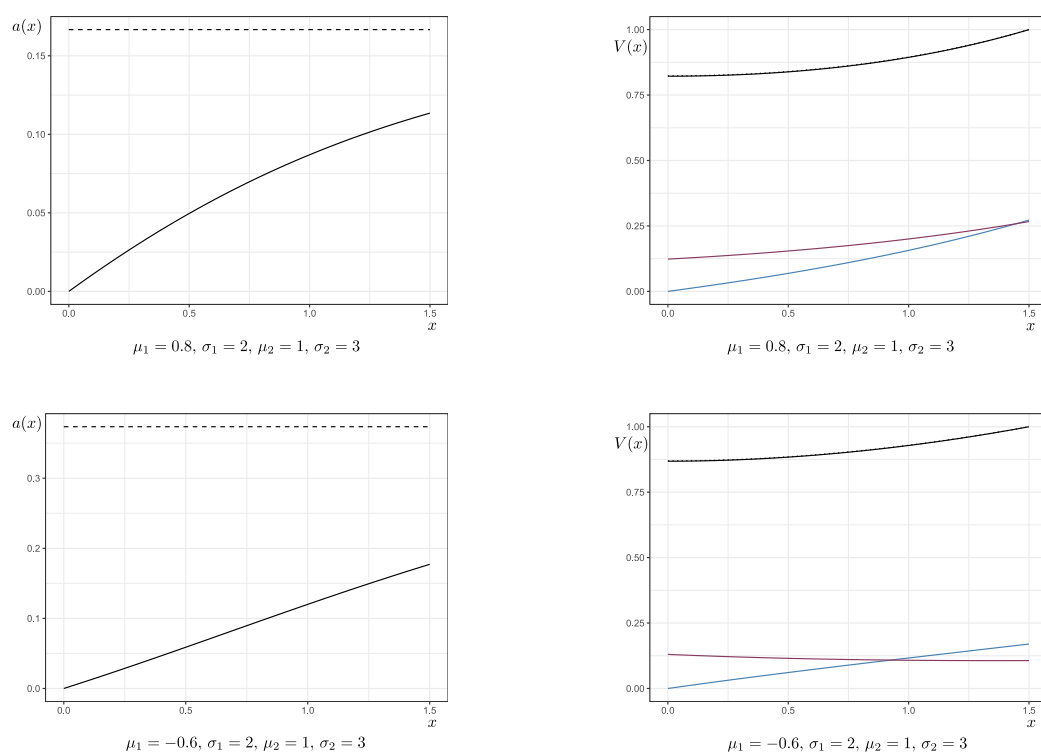 a(x)
0.15
0.10
0.05
0.00
0.0 0.5 1.0 1.5
x
μ₁ = 0.8, σ₁ = 2, μ₂ = 1, σ₂ = 3
1.00
V(x)
0.75
0.50
0.25
0.00
0.0 0.5 1.0 1.5
x
μ₁ = 0.8, σ₁ = 2, μ₂ = 1, σ₂ = 3
a(x)
0.3
0.2
0.1
0.0
0.0 0.5 1.0 1.5
x
μ₁ = −0.6, σ₁ = 2, μ₂ = 1, σ₂ = 3
1.00
V(x)
0.75
0.50
0.25
0.00
0.0 0.5 1.0 1.5
x
μ₁ = −0.6, σ₁ = 2, μ₂ = 1, σ₂ = 3